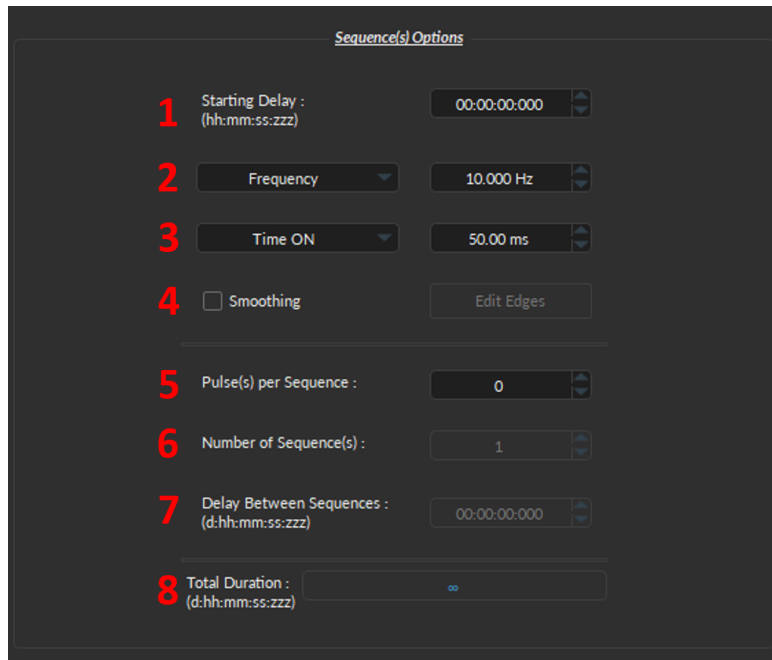 Sequence(s) Options
1 Starting Delay : 00:00:00:000
(hh:mm:ss:zzz)
2 Frequency 10.000 Hz
3 Time ON 50.00 ms
4 Smoothing Edit Edges
5 Pulse(s) per Sequence : 0
6 Number of Sequence(s) : 1
7 Delay Between Sequences : 00:00:00:000
(d:hh:mm:ss:zzz)
8 Total Duration : ∞
(d:hh:mm:ss:zzz)